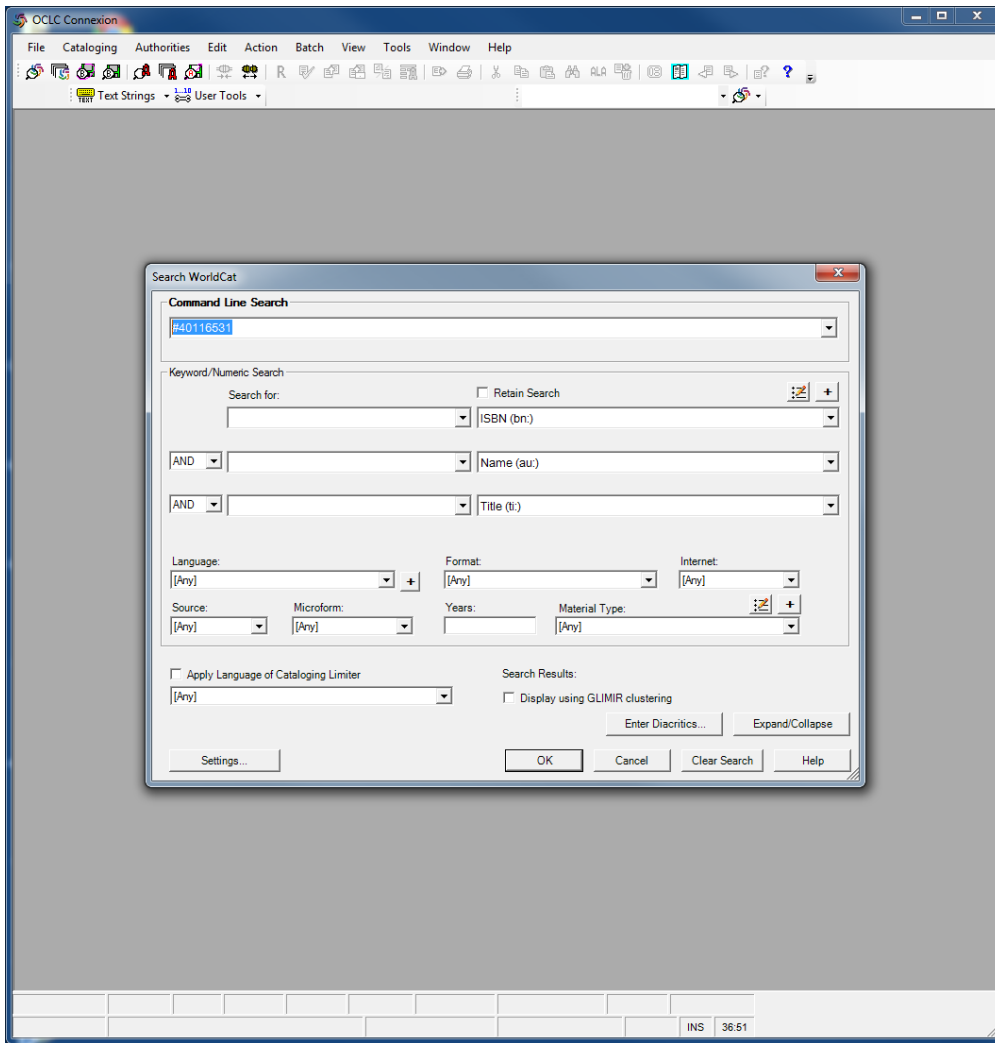 OCLC Connexion
File Cataloging Authorities Edit Action Batch View Tools Window Help
R ALA ?
TEXT Text Strings 1..10 User Tools
Search WorldCat
Command Line Search
#40116531
Keyword/Numeric Search
Search for: Retain Search +
ISBN (bn:)
AND Name (au:)
AND Title (ti:)
Language: Format: Internet:
[Any] + [Any] [Any]
Source: Microform: Years: Material Type: +
[Any] [Any] [Any]
Apply Language of Cataloging Limiter Search Results:
[Any] Display using GLIMIR clustering
Enter Diacritics... Expand/Collapse
Settings... OK Cancel Clear Search Help
INS 36:51